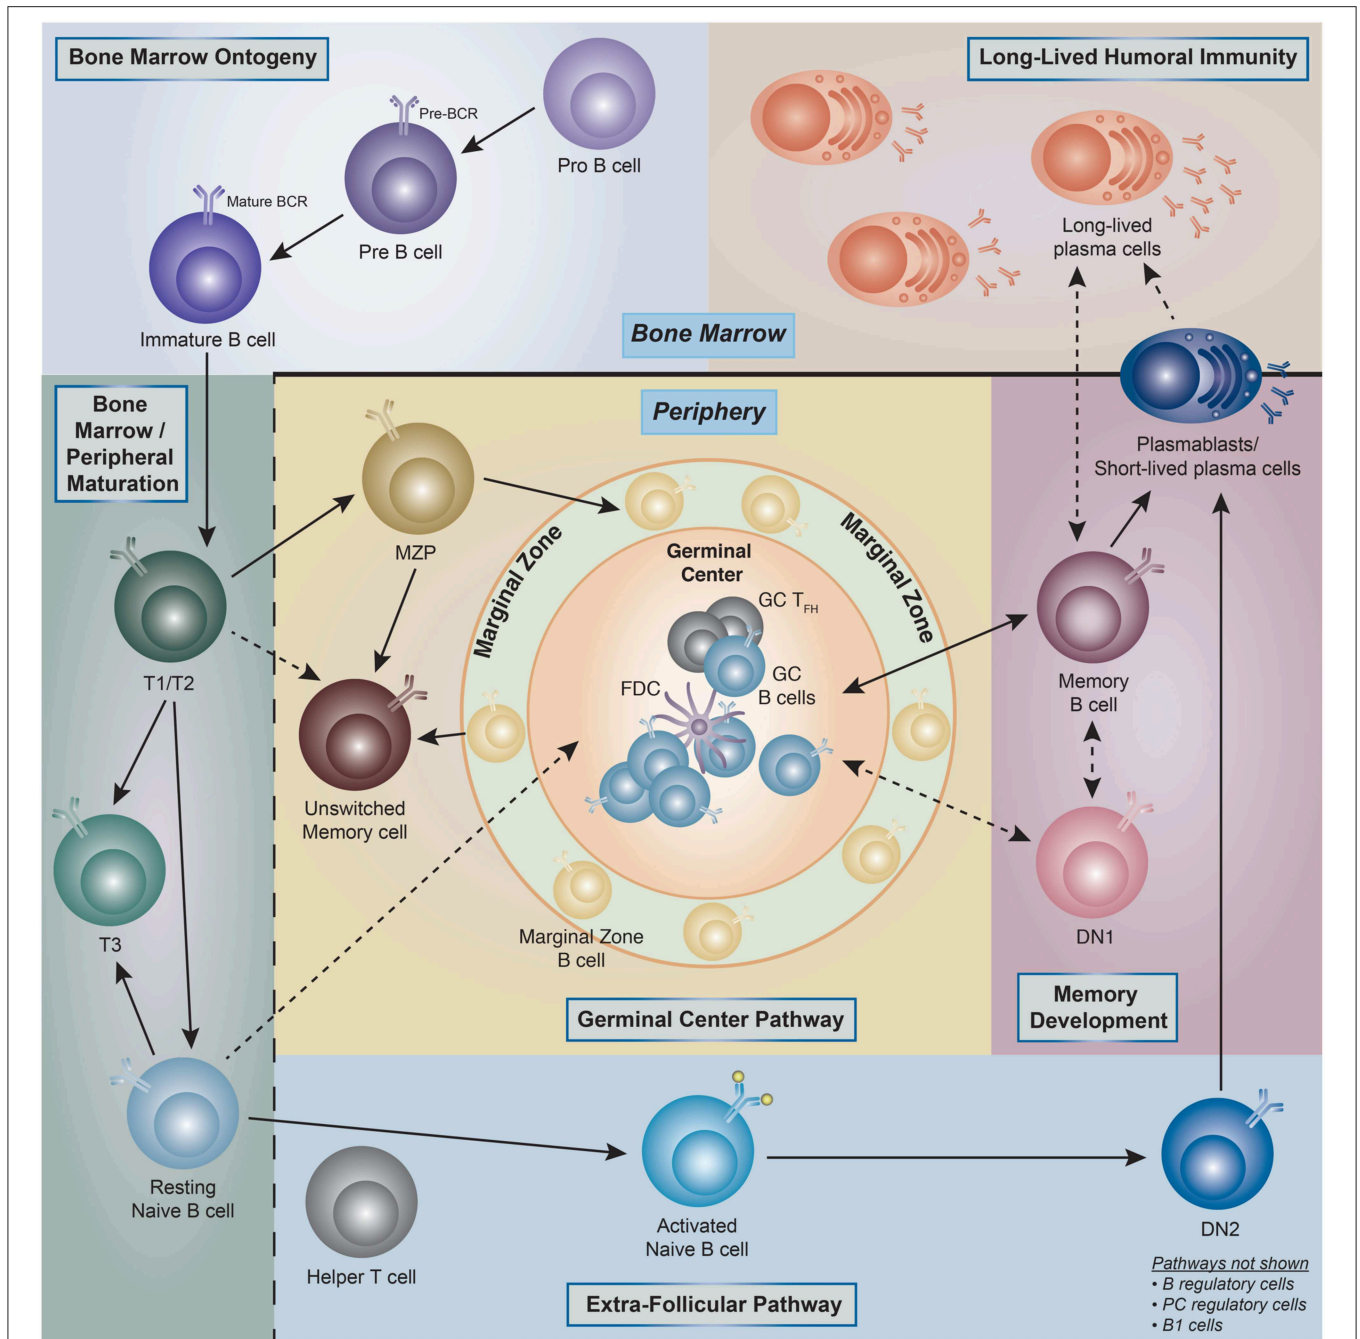 Bone Marrow Ontogeny
Long-Lived Humoral Immunity
Pre-BCR
Pro B cell
Mature BCR
Pre B cell
Long-lived
plasma cells
Immature B cell
Bone Marrow
Bone
Marrow /
Peripheral
Maturation
Periphery
Plasmablasts/
Short-lived plasma cells
MZP
Marginal Zone
Marginal Zone
Germinal
Center
GC TFH
GC
B cells
FDC
T1/T2
Memory
B cell
Unswitched
Memory cell
T3
Marginal Zone
B cell
DN1
Germinal Center Pathway
Memory
Development
Resting
Naive B cell
Activated
Naive B cell
DN2
Helper T cell
Extra-Follicular Pathway
Pathways not shown
• B regulatory cells
• PC regulatory cells
• B1 cells